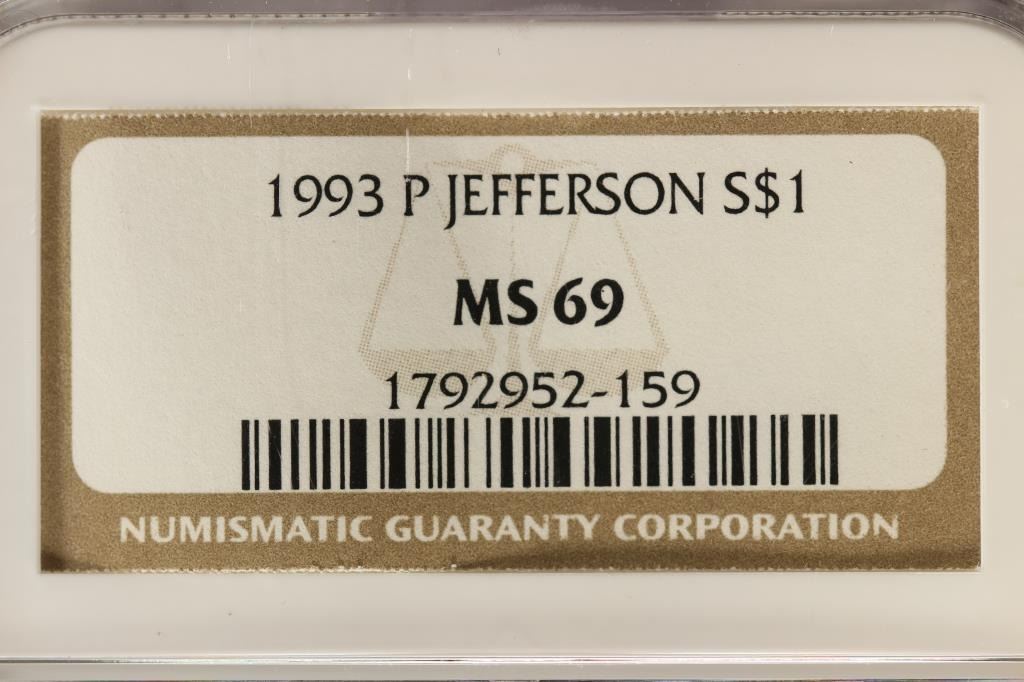 1993 P JEFFERSON S$1
MS 69
1792952-159
NUMISMATIC GUARANTY CORPORATION